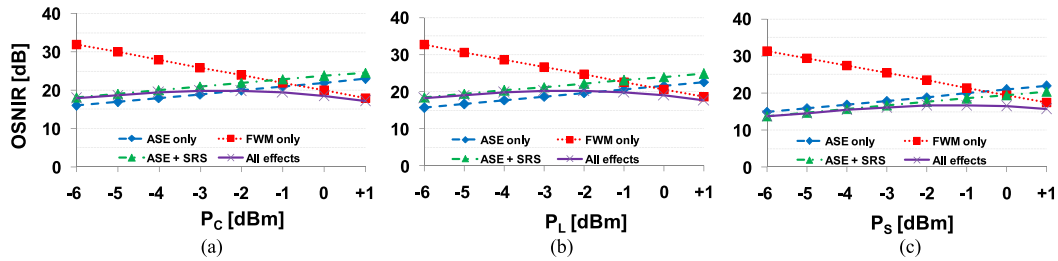 OSNIR [dB]
40
30
20
10
0
ASE only
FWM only
ASE + SRS
All effects
-6 -5 -4 -3 -2 -1 0 +1
P_C [dBm]
(a)
40
30
20
10
0
ASE only
FWM only
ASE + SRS
All effects
-6 -5 -4 -3 -2 -1 0 +1
P_L [dBm]
(b)
40
30
20
10
0
ASE only
FWM only
ASE + SRS
All effects
-6 -5 -4 -3 -2 -1 0 +1
P_S [dBm]
(c)